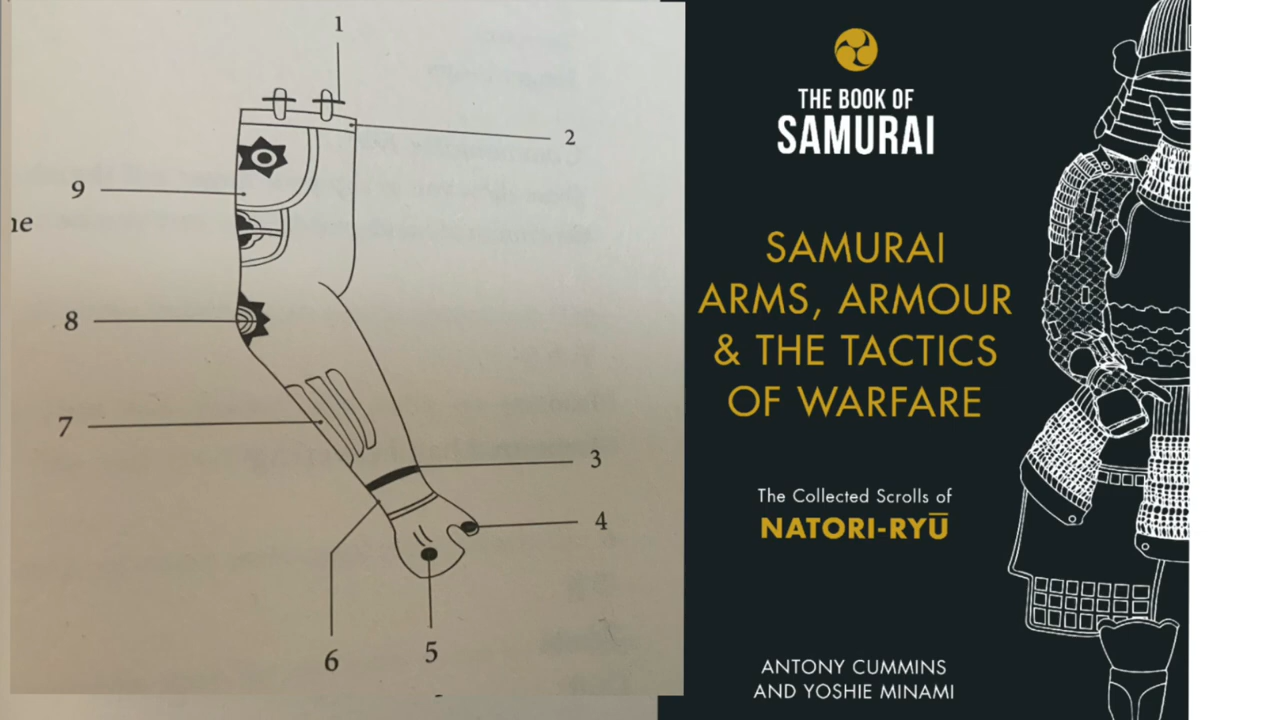 1
2
9
8
7
3
4
6
5
THE BOOK OF
SAMURAI
SAMURAI
ARMS, ARMOUR
& THE TACTICS
OF WARFARE
The Collected Scrolls of
NATORI-RYŪ
ANTONY CUMMINS
AND YOSHIE MINAMI